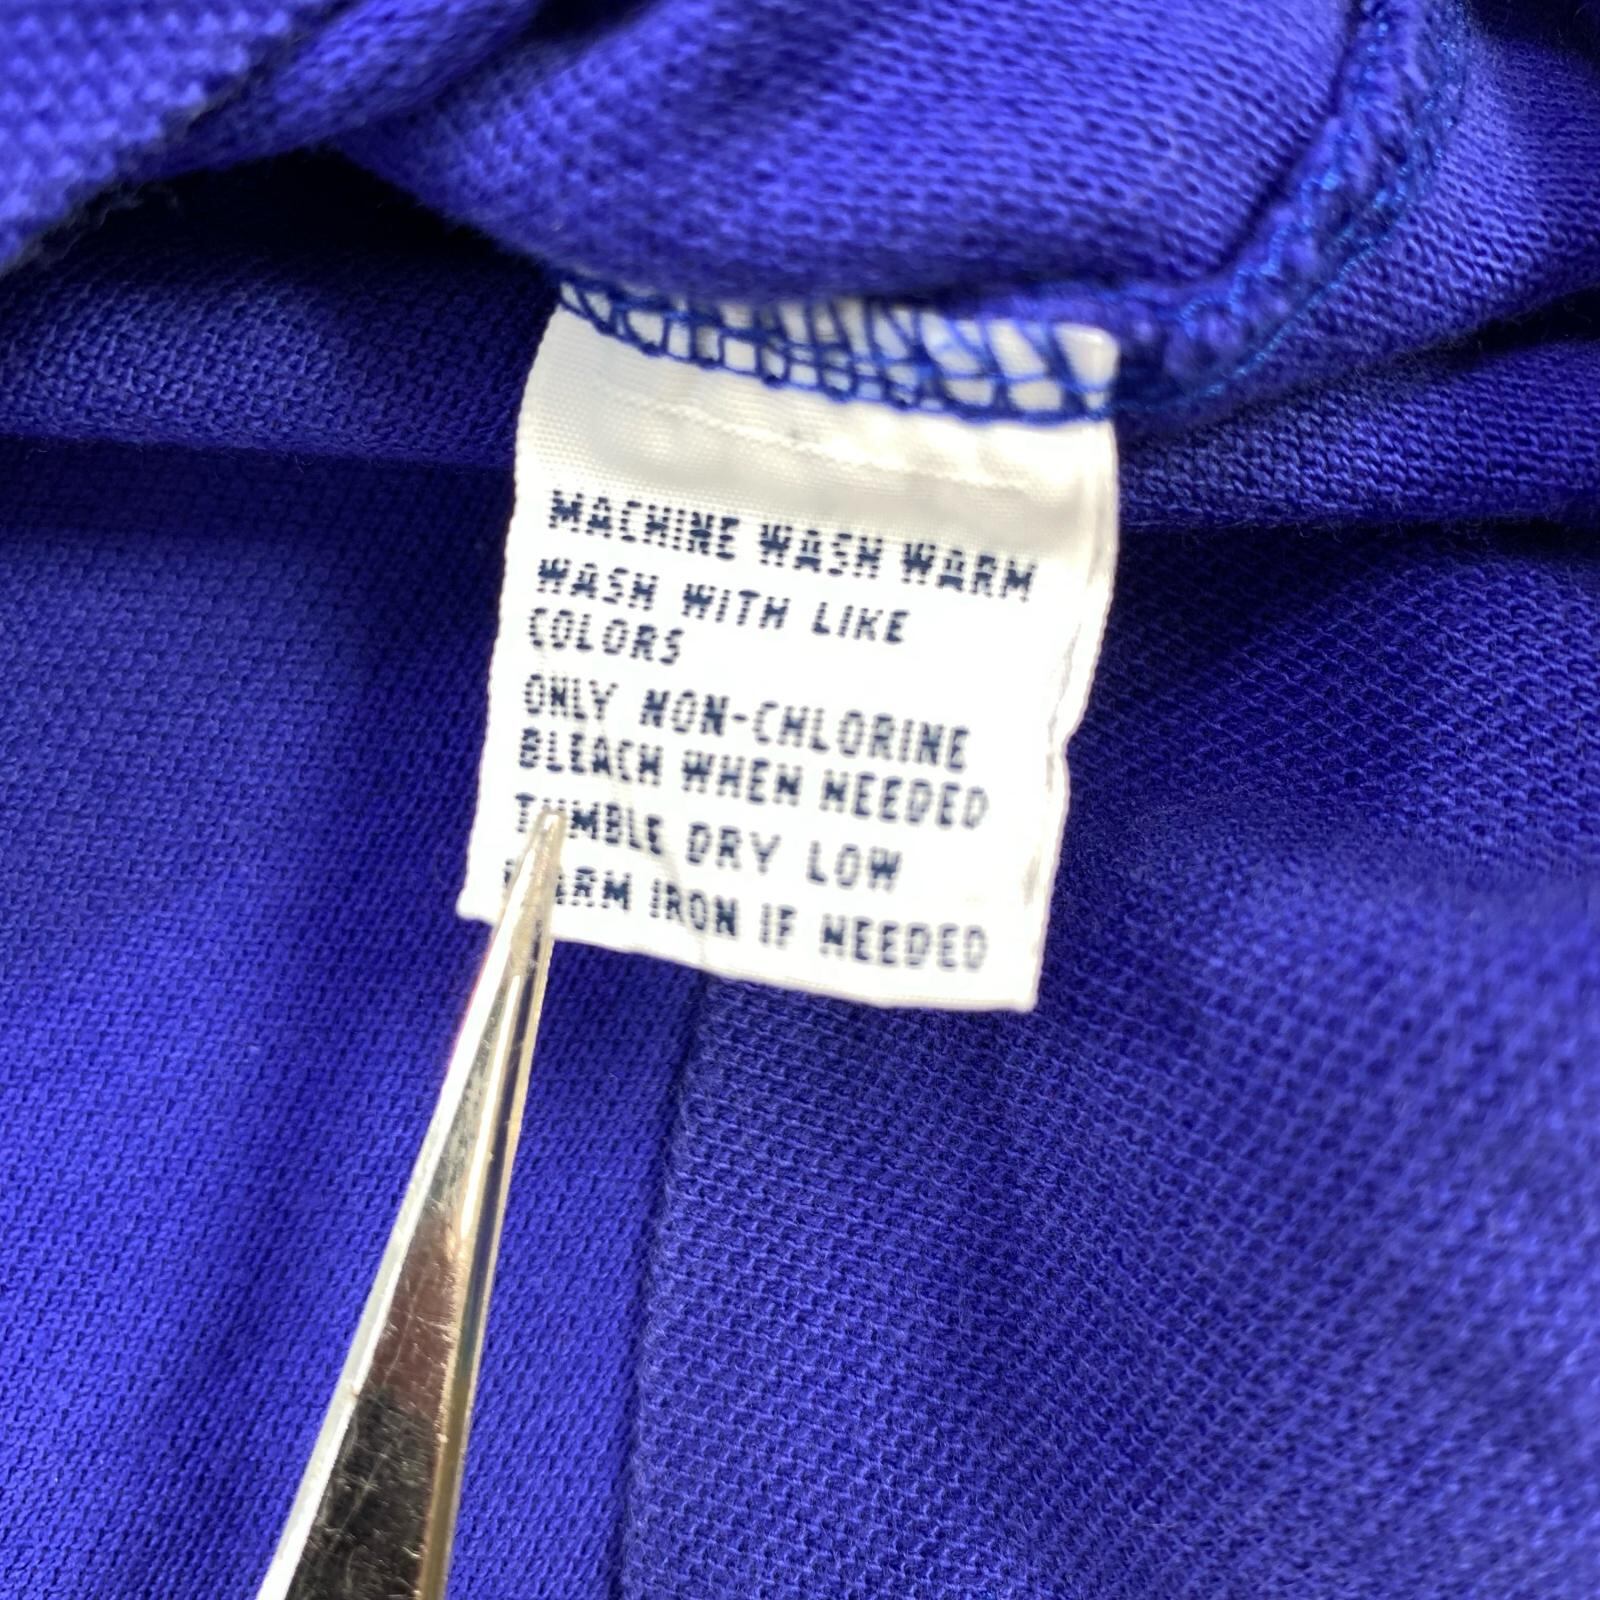 MACHINE WASH WARM
WASH WITH LIKE
COLORS
ONLY NON-CHLORINE
BLEACH WHEN NEEDED
TUMBLE DRY LOW
WARM IRON IF NEEDED